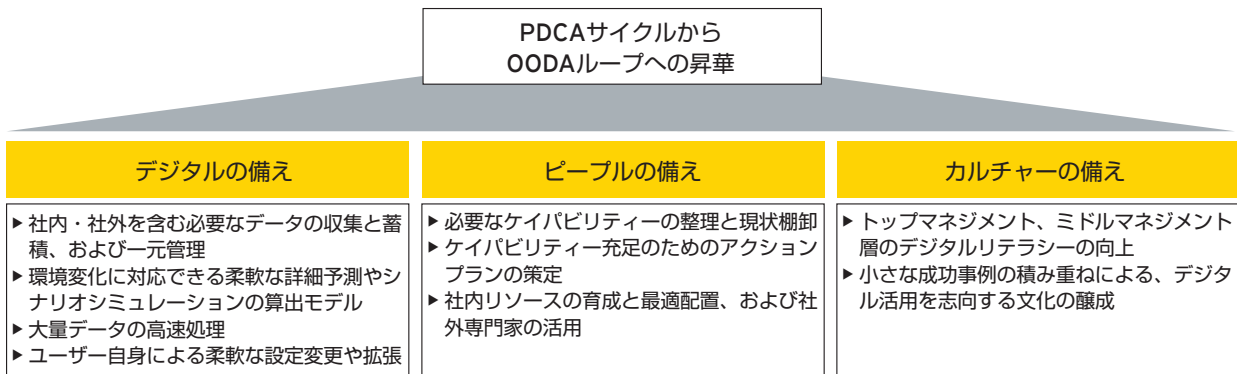 PDCAサイクルから
OODAループへの昇華
デジタルの備え
▶ 社内・社外を含む必要なデータの収集と蓄
積、および一元管理
▶ 環境変化に対応できる柔軟な詳細予測やシ
ナリオシミュレーションの算出モデル
▶ 大量データの高速処理
▶ ユーザー自身による柔軟な設定変更や拡張
ピープルの備え
▶ 必要なケイパビリティーの整理と現状棚卸
▶ ケイパビリティー充足のためのアクション
プランの策定
▶ 社内リソースの育成と最適配置、および社
外専門家の活用
カルチャーの備え
▶ トップマネジメント、ミドルマネジメント
層のデジタルリテラシーの向上
▶ 小さな成功事例の積み重ねによる、デジタ
ル活用を志向する文化の醸成